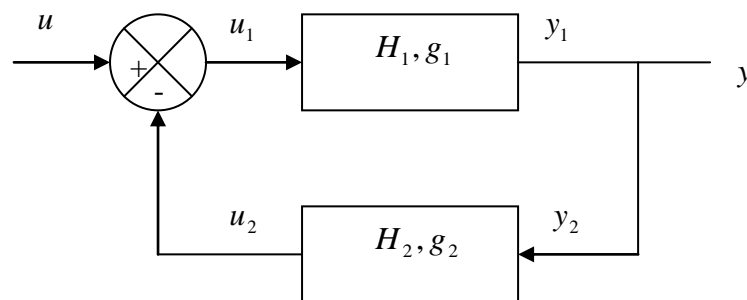 u
u₁
H₁, g₁
y₁
+
-
y
u₂
H₂, g₂
y₂